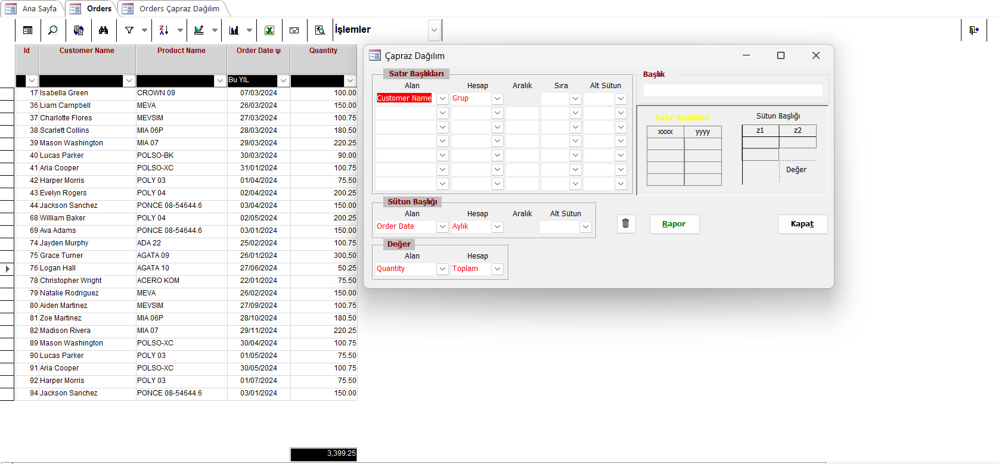 Ana Sayfa
Orders
Orders Çapraz Dağılım
İşlemler
Id Customer Name Product Name Order Date ψ Quantity
Bu YIL
17 Isabella Green CROWN 09 07/03/2024 100.00
36 Liam Campbell MEVA 26/03/2024 150.00
37 Charlotte Flores MEVSIM 27/03/2024 100.75
38 Scarlett Collins MIA 06P 28/03/2024 180.50
39 Mason Washington MIA 07 29/03/2024 220.25
40 Lucas Parker POLSO-BK 30/03/2024 90.00
41 Aria Cooper POLSO-XC 31/01/2024 100.75
42 Harper Morris POLY 03 01/04/2024 75.50
43 Evelyn Rogers POLY 04 02/04/2024 200.25
44 Jackson Sanchez PONCE 08-54644.6 03/04/2024 150.00
68 William Baker POLY 04 02/05/2024 200.25
69 Ava Adams PONCE 08-54644.6 03/01/2024 150.00
74 Jayden Murphy ADA 22 25/02/2024 100.75
75 Grace Turner AGATA 09 26/01/2024 300.50
76 Logan Hall AGATA 10 27/06/2024 50.25
78 Christopher Wright ACERO KOM 22/01/2024 75.50
79 Natalie Rodriguez MEVA 26/02/2024 150.00
80 Aiden Martinez MEVSIM 27/09/2024 100.75
81 Zoe Martinez MIA 06P 28/10/2024 180.50
82 Madison Rivera MIA 07 29/11/2024 220.25
89 Mason Washington POLSO-XC 30/04/2024 100.75
90 Lucas Parker POLY 03 01/05/2024 75.50
91 Aria Cooper POLSO-XC 30/05/2024 100.75
92 Harper Morris POLY 03 01/07/2024 75.50
94 Jackson Sanchez PONCE 08-54644.6 03/01/2024 150.00
3,399.25
Çapraz Dağılım
Satır Başlıkları
Alan Hesap Aralık Sıra Alt Sütun
Customer Name Grup
Başlık
Satır Başlıkları
xxxx yyyy
Sütun Başlığı
z1 z2
Değer
Sütun Başlığı
Alan Hesap Aralık Alt Sütun
Order Date Aylık
Rapor
Kapat
Değer
Alan Hesap
Quantity Toplam